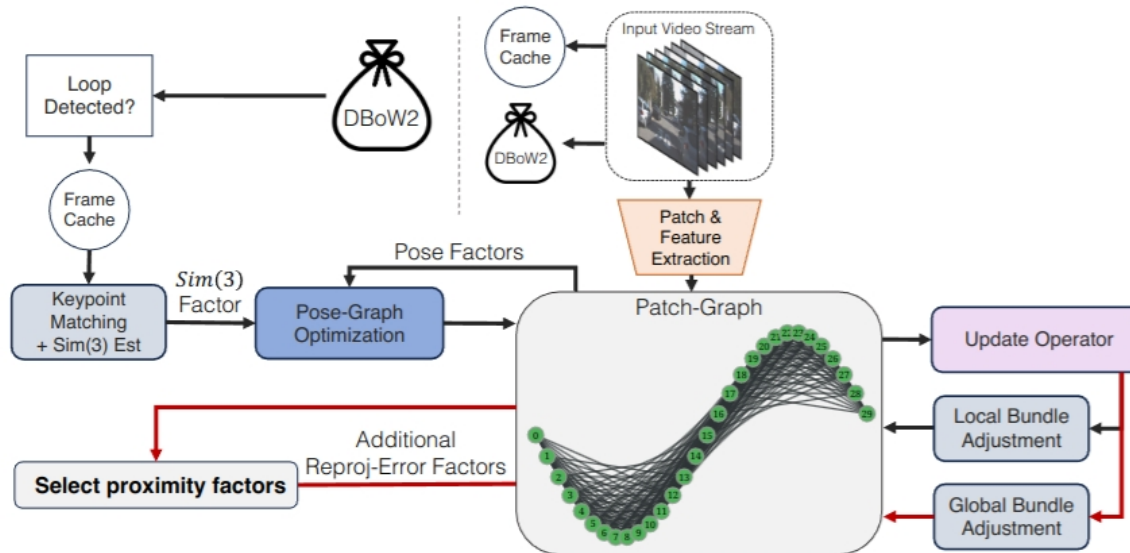 Input Video Stream
Frame
Cache
DBoW2
Loop
Detected?
DBoW2
Frame
Cache
Patch &
Feature
Extraction
Pose Factors
Sim(3)
Factor
Keypoint
Matching
+ Sim(3) Est
Pose-Graph
Optimization
Patch-Graph
Update Operator
Local Bundle
Adjustment
Global Bundle
Adjustment
Additional
Reproj-Error Factors
Select proximity factors
0
1
2
3
4
5
6
7
8
9
10
11
12
13
14
15
16
17
18
19
20
21
22
23
24
25
26
27
28
29